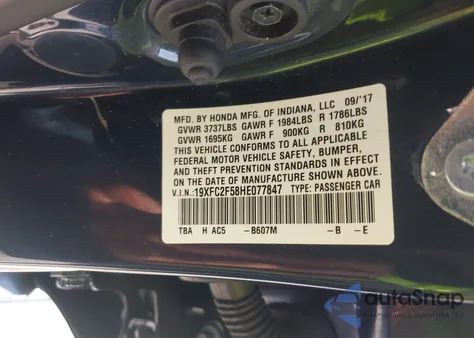 MFD. BY HONDA MFG. OF INDIANA, LLC 09/'17
GVWR 3737LBS GAWR F 1984LBS R 1786LBS
GVWR 1695KG GAWR F 900KG R 810KG
THIS VEHICLE CONFORMS TO ALL APPLICABLE
FEDERAL MOTOR VEHICLE SAFETY, BUMPER,
AND THEFT PREVENTION STANDARDS IN EFFECT
ON THE DATE OF MANUFACTURE SHOWN ABOVE.
V.I.N.:19XFC2F58HE077847 TYPE: PASSENGER CAR
TBA H AC5 -B607M -B -E
autoSnap